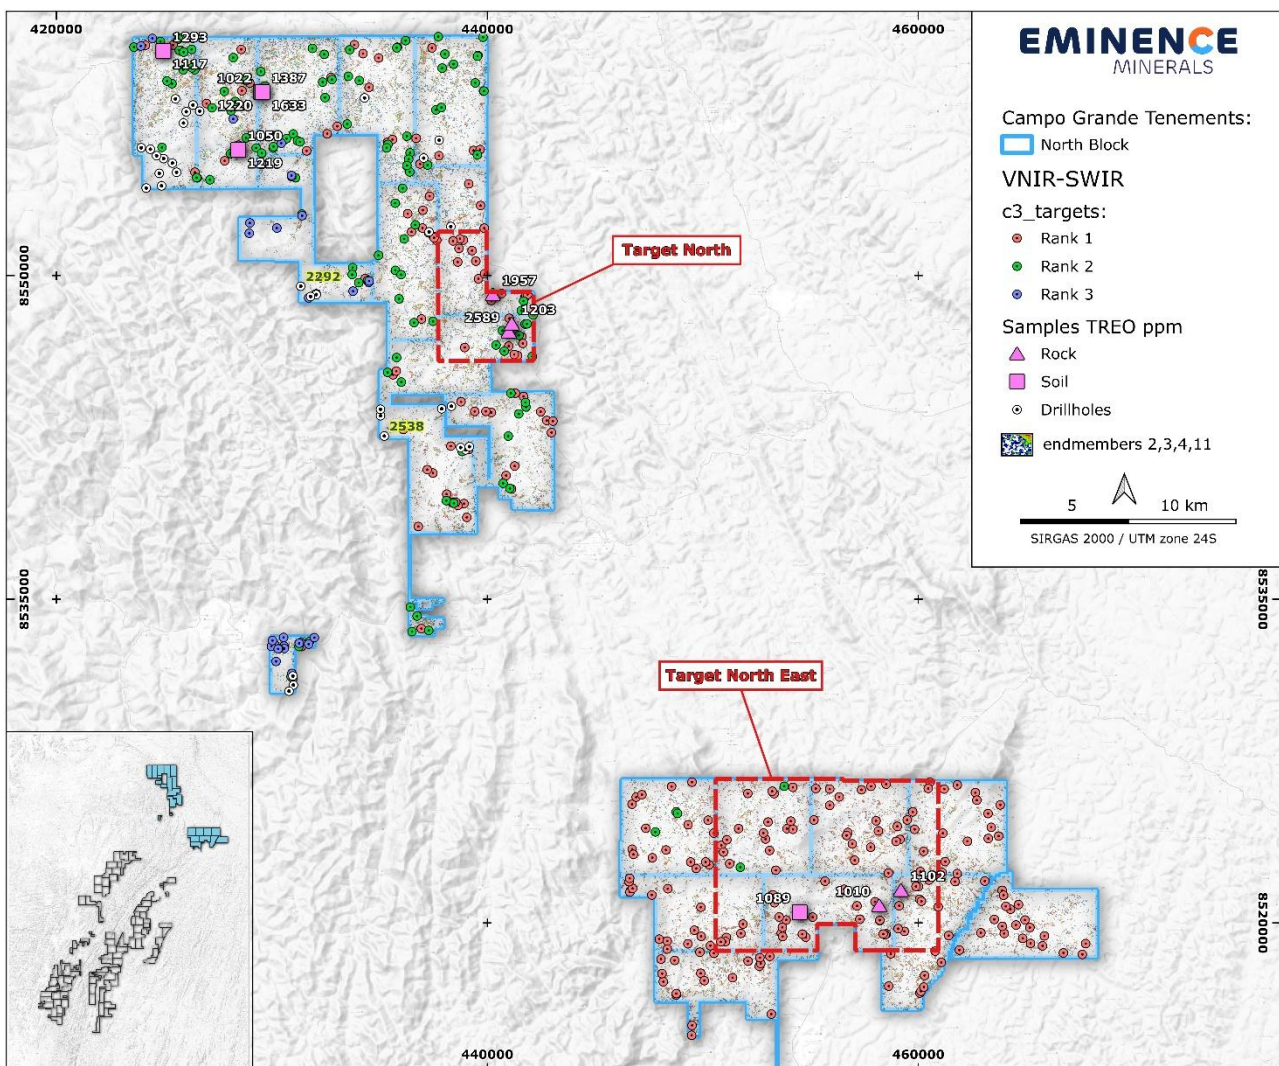 420000
440000
460000
EMINENCE
MINERALS
Campo Grande Tenements:
North Block
VNIR-SWIR
c3_targets:
Rank 1
Rank 2
Rank 3
Samples TREO ppm
Rock
Soil
Drillholes
endmembers 2,3,4,11
5 10 km
SIRGAS 2000 / UTM zone 24S
1293
1117
1022
1387
1220
1633
1050
1219
Target North
8550000
2292
1957
2589
1203
2538
8535000
8535000
Target North East
1102
1089
1010
8520000
440000
460000